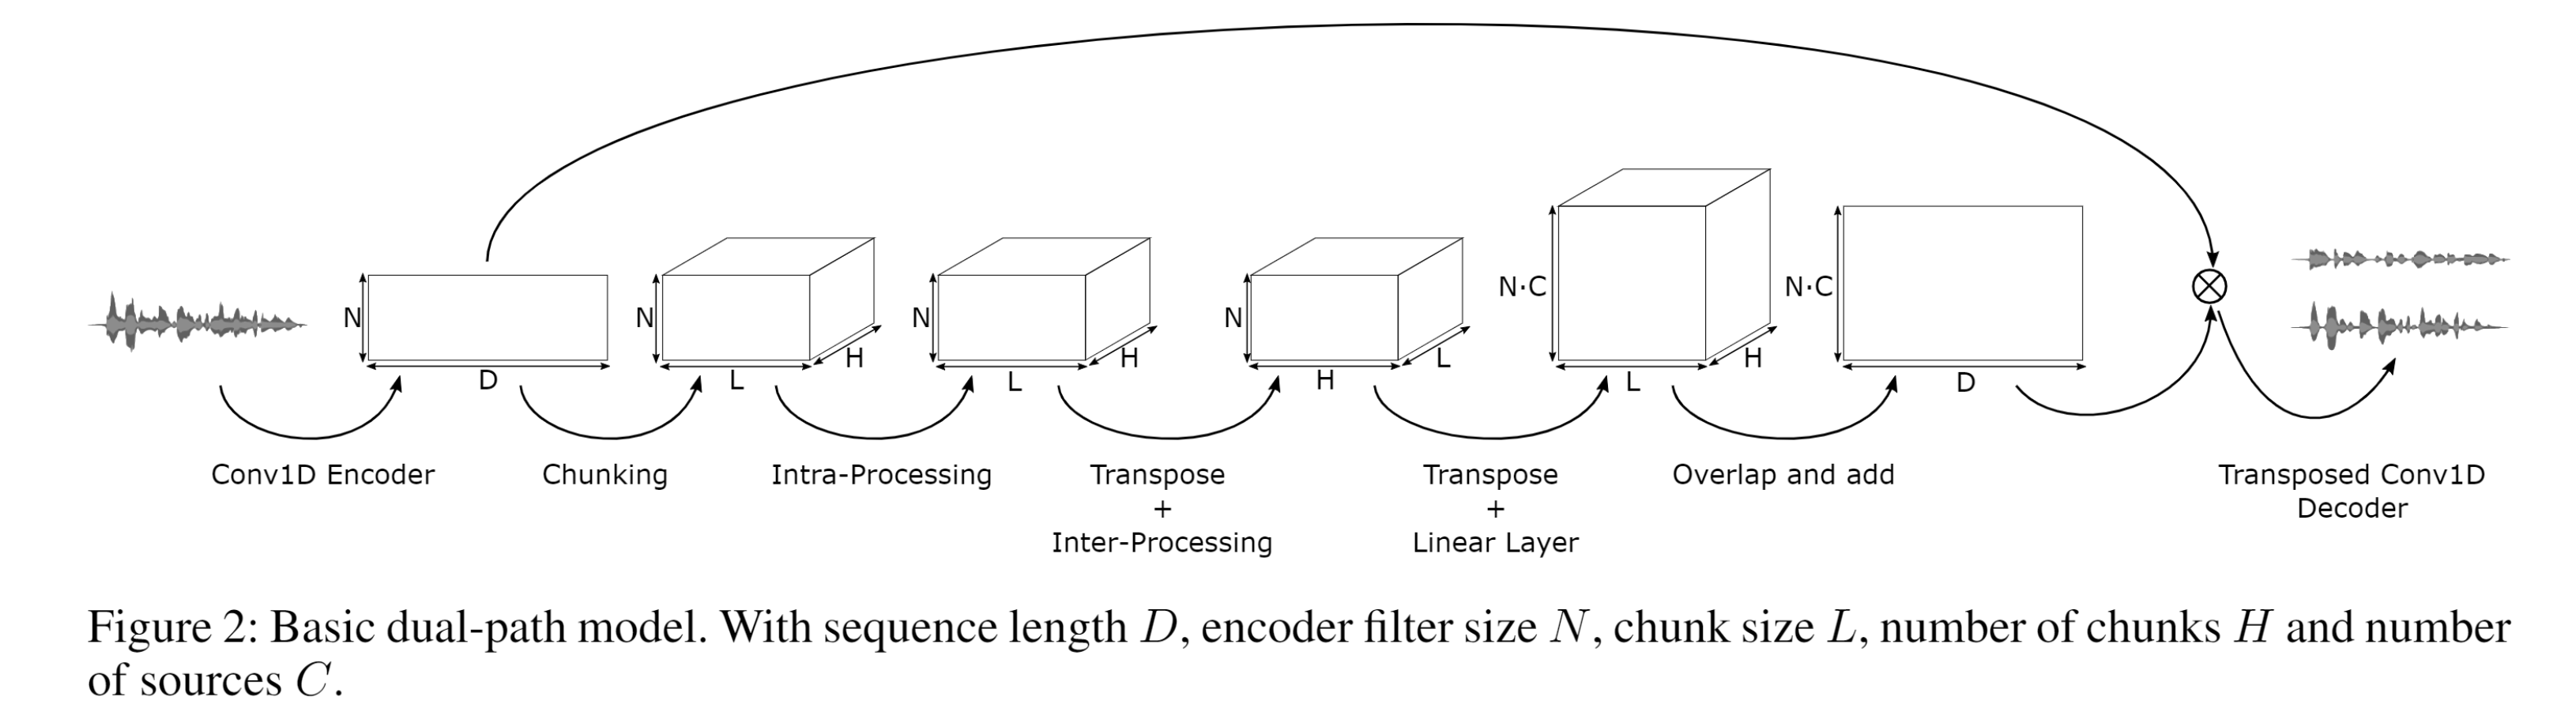 N
D
N
L
H
N
L
H
N
H
L
N·C
L
H
N·C
D
Conv1D Encoder
Chunking
Intra-Processing
Transpose
+
Inter-Processing
Transpose
+
Linear Layer
Overlap and add
Transposed Conv1D
Decoder
Figure 2: Basic dual-path model. With sequence length D, encoder filter size N, chunk size L, number of chunks H and number
of sources C.